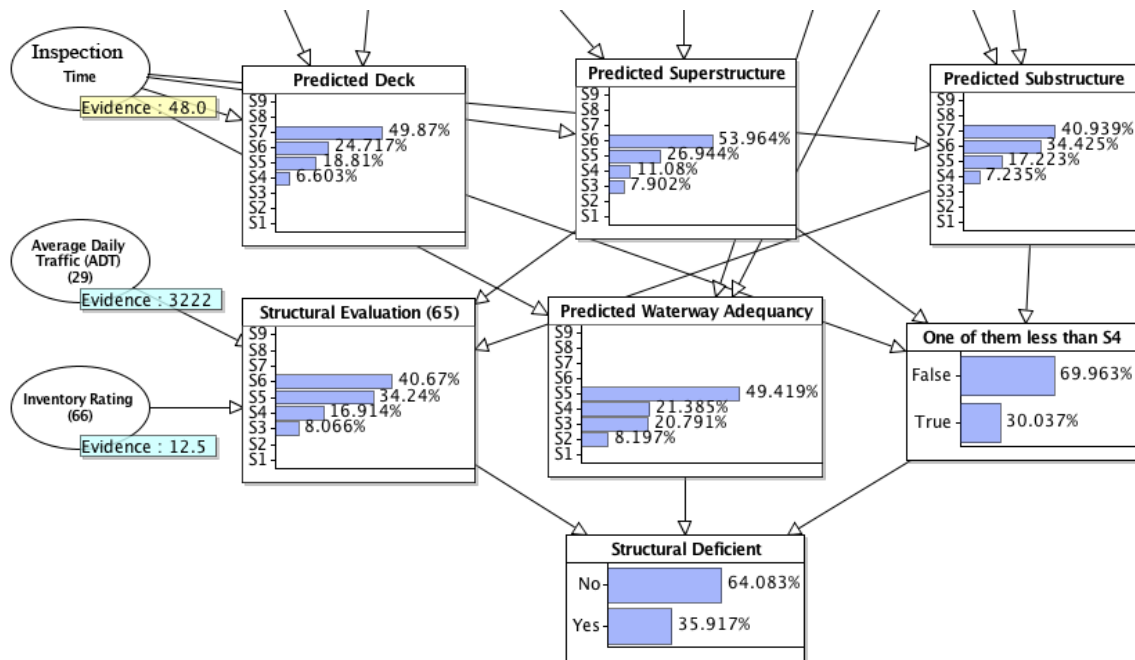 Inspection
Time
Evidence : 48.0
Predicted Deck
S9
S8
S7 49.87%
S6 24.717%
S5 18.81%
S4 6.603%
S3
S2
S1
Predicted Superstructure
S9
S8
S7
S6 53.964%
S5 26.944%
S4 11.08%
S3 7.902%
S2
S1
Predicted Substructure
S9
S8
S7 40.939%
S6 34.425%
S5 17.223%
S4 7.235%
S3
S2
S1
Average Daily
Traffic (ADT)
(29)
Evidence : 3222
Structural Evaluation (65)
S9
S8
S7
S6 40.67%
S5 34.24%
S4 16.914%
S3 8.066%
S2
S1
Predicted Waterway Adequancy
S9
S8
S7
S6
S5 49.419%
S4 21.385%
S3 20.791%
S2 8.197%
S1
One of them less than S4
False 69.963%
True 30.037%
Inventory Rating
(66)
Evidence : 12.5
Structural Deficient
No 64.083%
Yes 35.917%